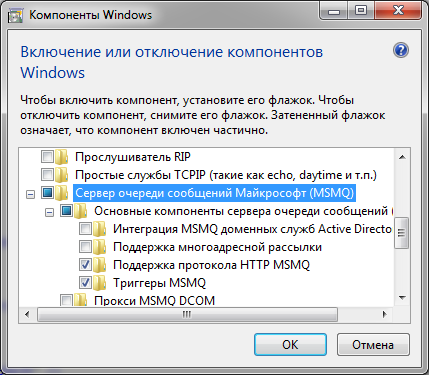 Компоненты Windows
Включение или отключение компонентов
Windows
Чтобы включить компонент, установите его флажок. Чтобы
отключить компонент, снимите его флажок. Затененный флажок
означает, что компонент включен частично.
Прослушиватель RIP
Простые службы TCPIP (такие как echo, daytime и т.п.)
Сервер очереди сообщений Майкрософт (MSMQ)
Основные компоненты сервера очереди сообщений (
Интеграция MSMQ доменных служб Active Directo
Поддержка многоадресной рассылки
Поддержка протокола HTTP MSMQ
Триггеры MSMQ
Прокси MSMQ DCOM
ОК
Отмена